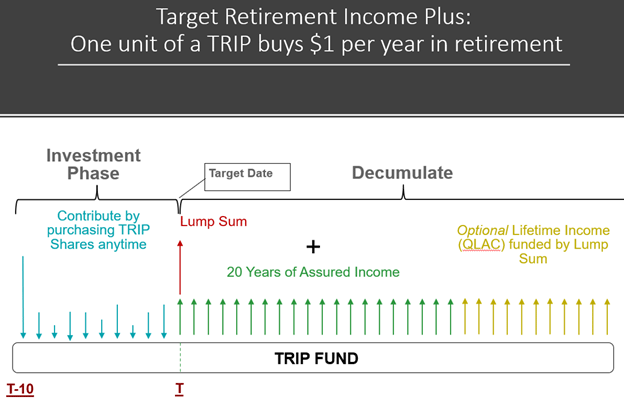 Target Retirement Income Plus:
One unit of a TRIP buys $1 per year in retirement
Investment
Phase
Target Date
Decumulate
Contribute by
purchasing TRIP
Shares anytime
Lump Sum
+
20 Years of Assured Income
Optional Lifetime Income
(QLAC) funded by Lump
Sum
TRIP FUND
T-10
T